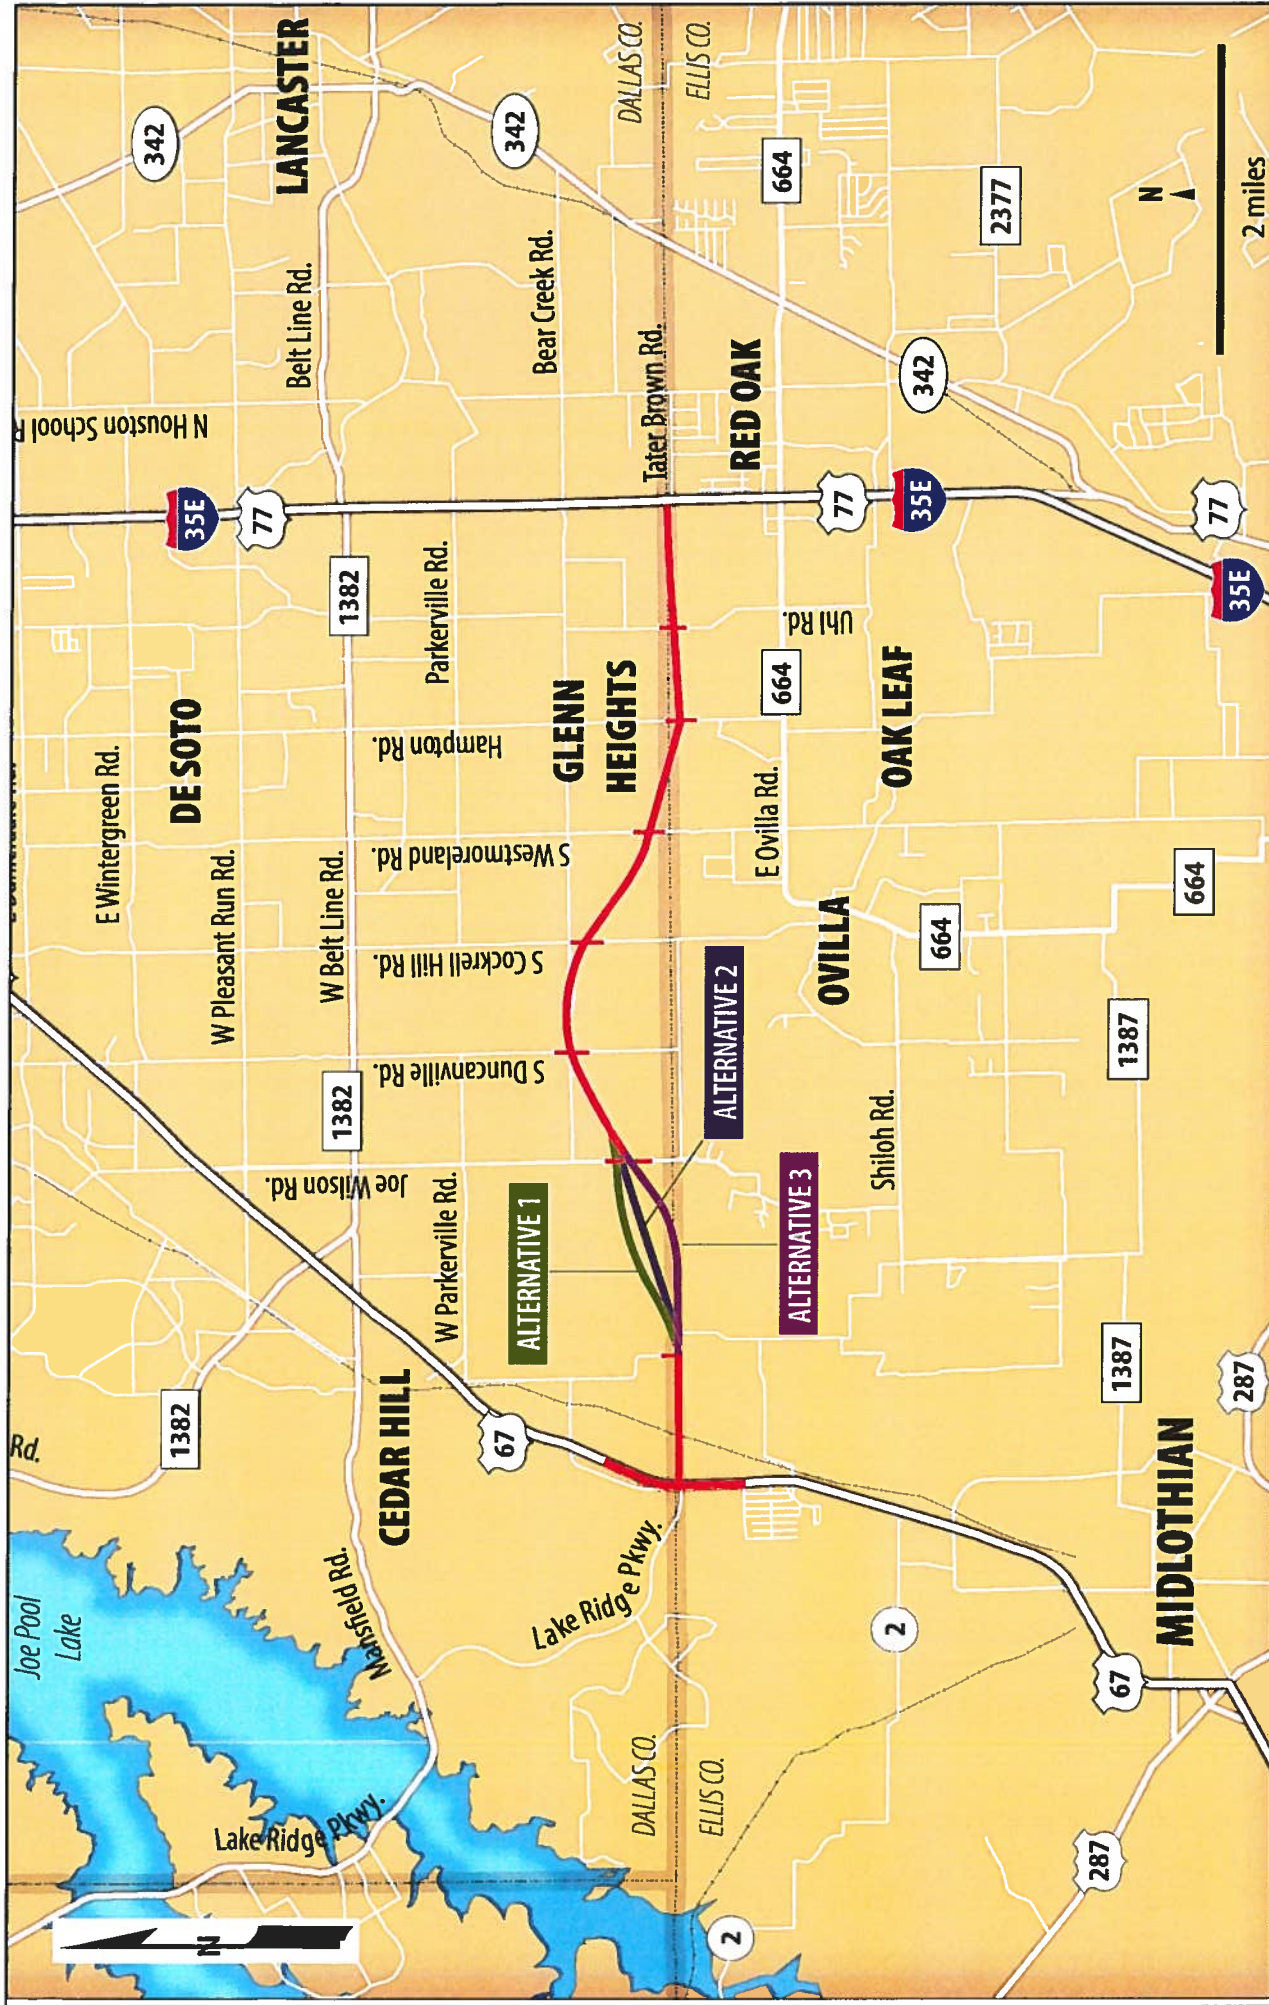 Joe Pool
Lake
Rd.
1382
E Wintergreen Rd.
DE SOTO
35E
77
N Houston School R
342
LANCASTER
Lake Ridge Pkwy.
Mansfield Rd.
CEDAR HILL
W Pleasant Run Rd.
Joe Wilson Rd.
1382
W Belt Line Rd.
1382
Belt Line Rd.
67
W Parkerville Rd.
S Duncanville Rd.
S Cockrell Hill Rd.
S Westmoreland Rd.
Hampton Rd.
Parkerville Rd.
Bear Creek Rd.
342
Lake Ridge Pkwy.
ALTERNATIVE 1
GLENN
HEIGHTS
Tater Brown Rd.
DALLAS CO.
ELLIS CO.
DALLAS CO.
ELLIS CO.
ALTERNATIVE 2
ALTERNATIVE 3
E Ovilla Rd.
664
Uhl Rd.
RED OAK
664
77
35E
OVILLA
OAK LEAF
342
2377
2
2
Shiloh Rd.
664
1387
1387
664
67
287
MIDLOTHIAN
287
35E
77
N
N
2 miles